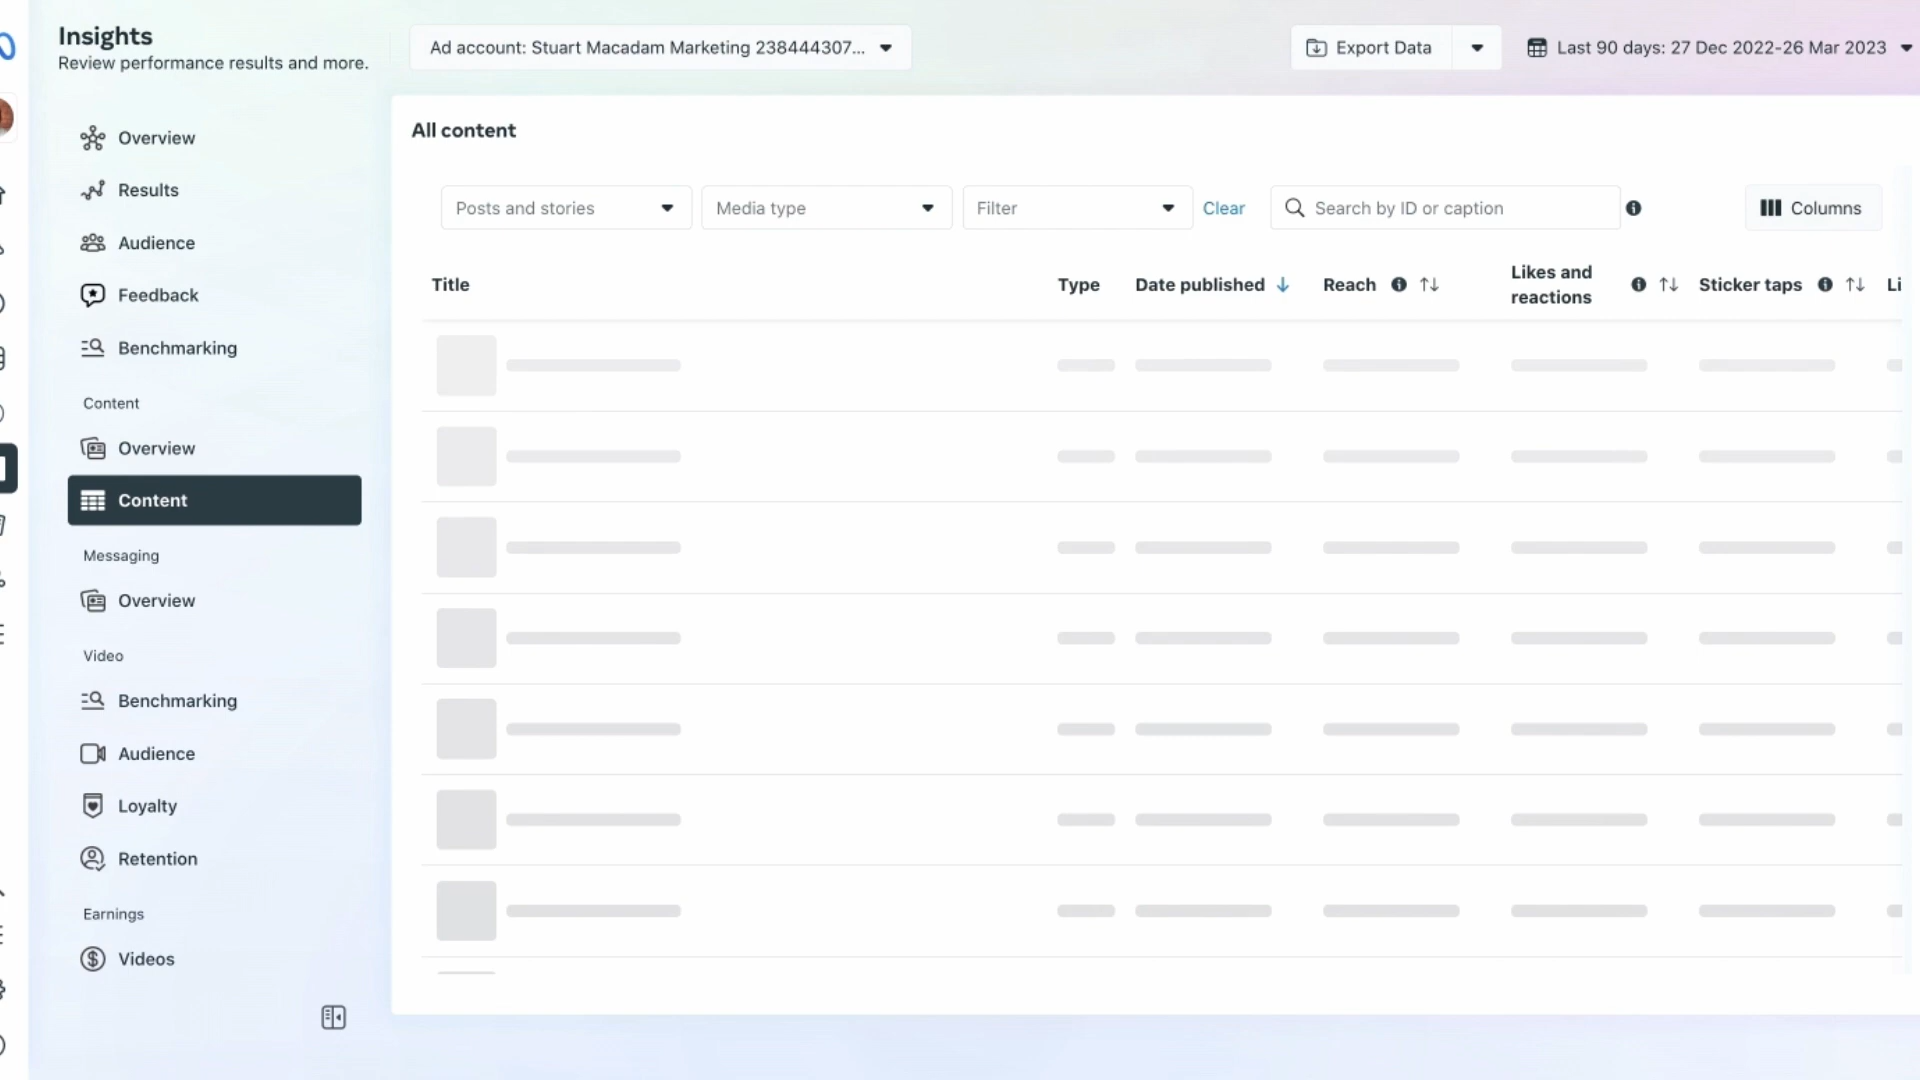 Insights
Review performance results and more.
Ad account: Stuart Macadam Marketing 238444307...
Export Data
Last 90 days: 27 Dec 2022-26 Mar 2023
Overview
Results
Audience
Feedback
Benchmarking
Content
Overview
Content
Messaging
Overview
Video
Benchmarking
Audience
Loyalty
Retention
Earnings
Videos
All content
Posts and stories
Media type
Filter
Clear
Search by ID or caption
Columns
Title
Type
Date published
Reach
Likes and
reactions
Sticker taps
Li